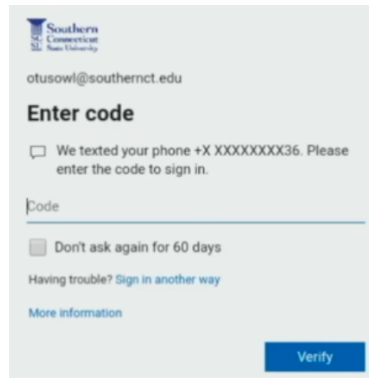 Southern
Connecticut
State University
otusowl@southernct.edu
Enter code
We texted your phone +X XXXXXXXX36. Please
enter the code to sign in.
Code
Don't ask again for 60 days
Having trouble? Sign in another way
More information
Verify